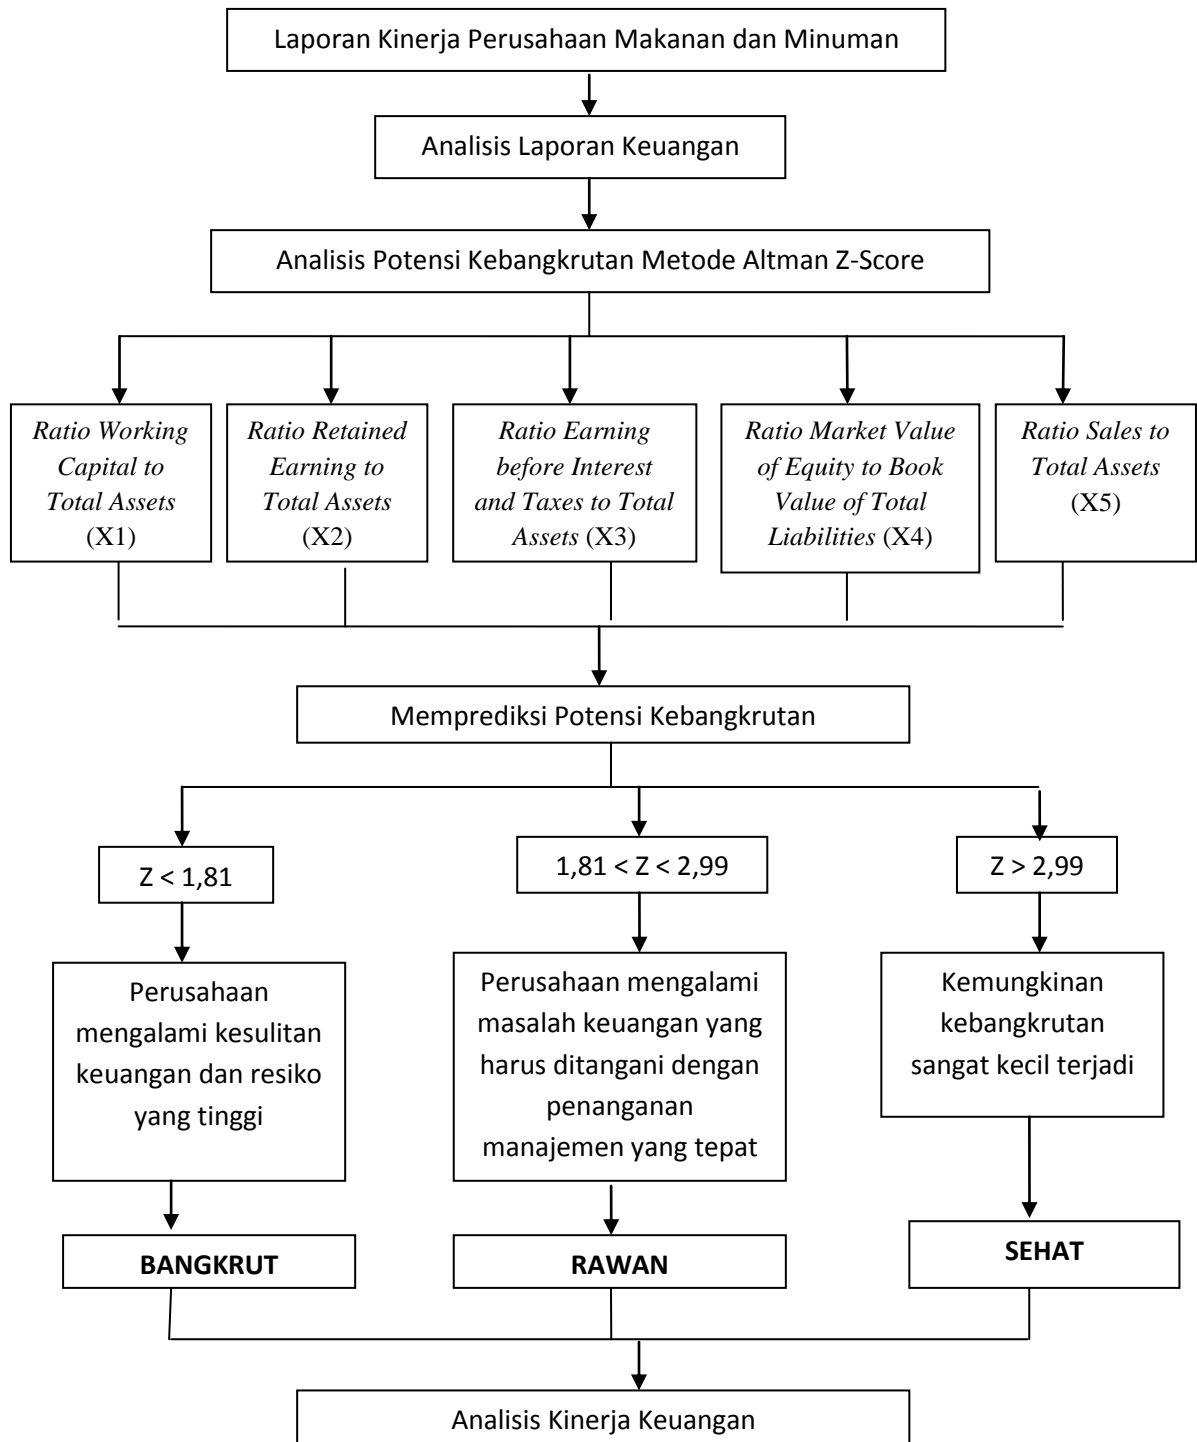 Laporan Kinerja Perusahaan Makanan dan Minuman
Analisis Laporan Keuangan
Analisis Potensi Kebangkrutan Metode Altman Z-Score
Ratio Working
Capital to
Total Assets
(X1)
Ratio Retained
Earning to
Total Assets
(X2)
Ratio Earning
before Interest
and Taxes to Total
Assets (X3)
Ratio Market Value
of Equity to Book
Value of Total
Liabilities (X4)
Ratio Sales to
Total Assets
(X5)
Memprediksi Potensi Kebangkrutan
Z < 1,81
1,81 < Z < 2,99
Z > 2,99
Perusahaan
mengalami kesulitan
keuangan dan resiko
yang tinggi
Perusahaan mengalami
masalah keuangan yang
harus ditangani dengan
penanganan
manajemen yang tepat
Kemungkinan
kebangkrutan
sangat kecil terjadi
BANGKRUT
RAWAN
SEHAT
Analisis Kinerja Keuangan